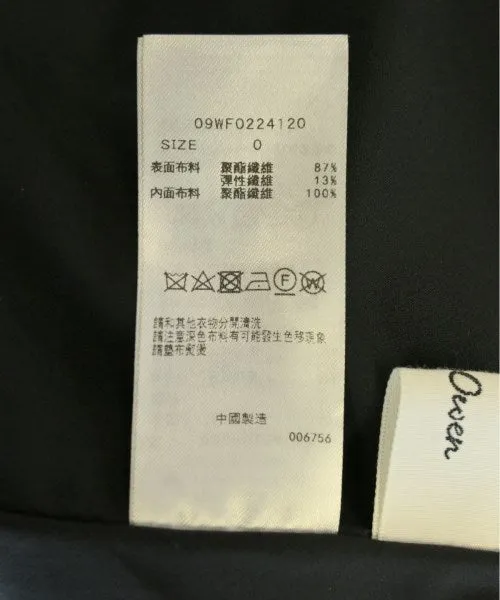 09WF0224120
SIZE 0
表面布料 聚酯纖維 87%
彈性纖維 13%
內面布料 聚酯纖維 100%
請和其他衣物分開清洗
請注意深色布料有可能發生色移現象
請墊布熨燙
中國製造
006756
Owen